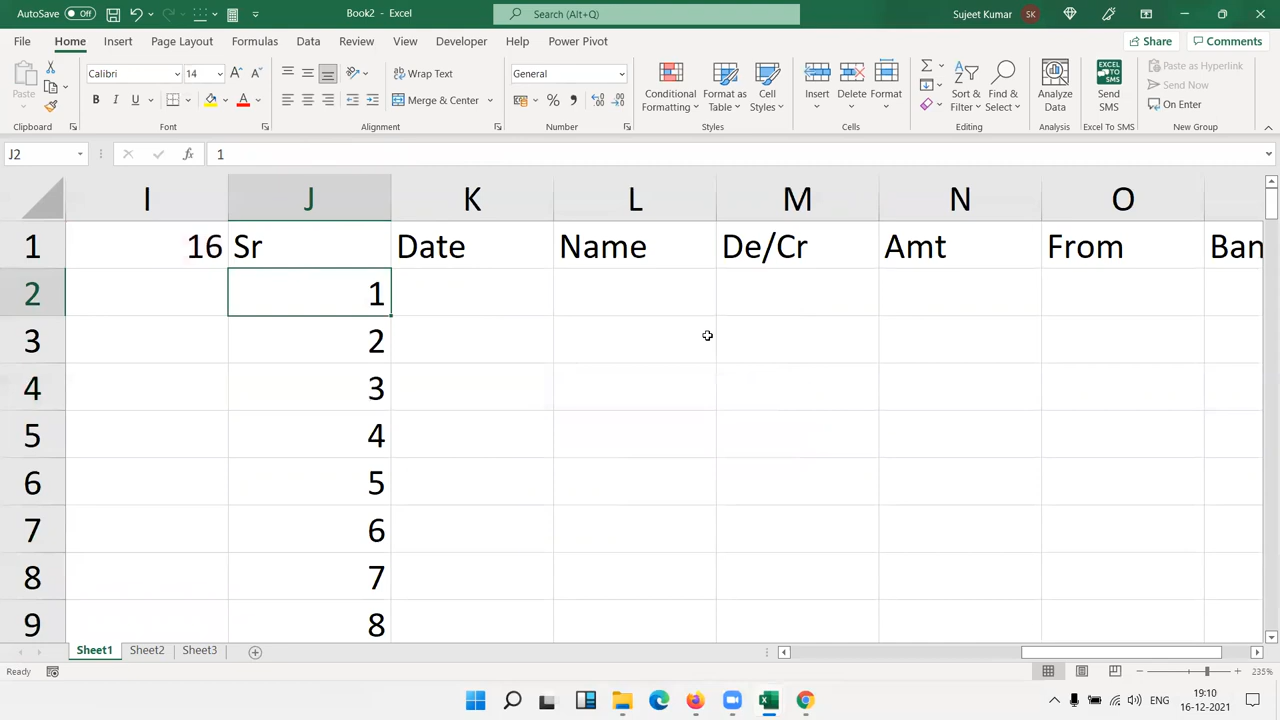 AutoSave Off Book2 - Excel Search (Alt+Q) Sujeet Kumar SK
File Home Insert Page Layout Formulas Data Review View Developer Help Power Pivot Share Comments
Paste Calibri 14 Wrap Text General Conditional Formatting Format as Table Cell Styles Insert Delete Format Sort & Filter Find & Select Analyze Data Send SMS Paste as Hyperlink
B I U A Merge & Center Send Now
On Enter
Clipboard Font Alignment Number Styles Cells Editing Analysis Excel To SMS New Group
J2 fx 1
I J K L M N O
1 16 Sr Date Name De/Cr Amt From Ban
2 1
3 2
4 3
5 4
6 5
7 6
8 7
9 8
Sheet1 Sheet2 Sheet3
Ready 235%
ENG 19:10
16-12-2021